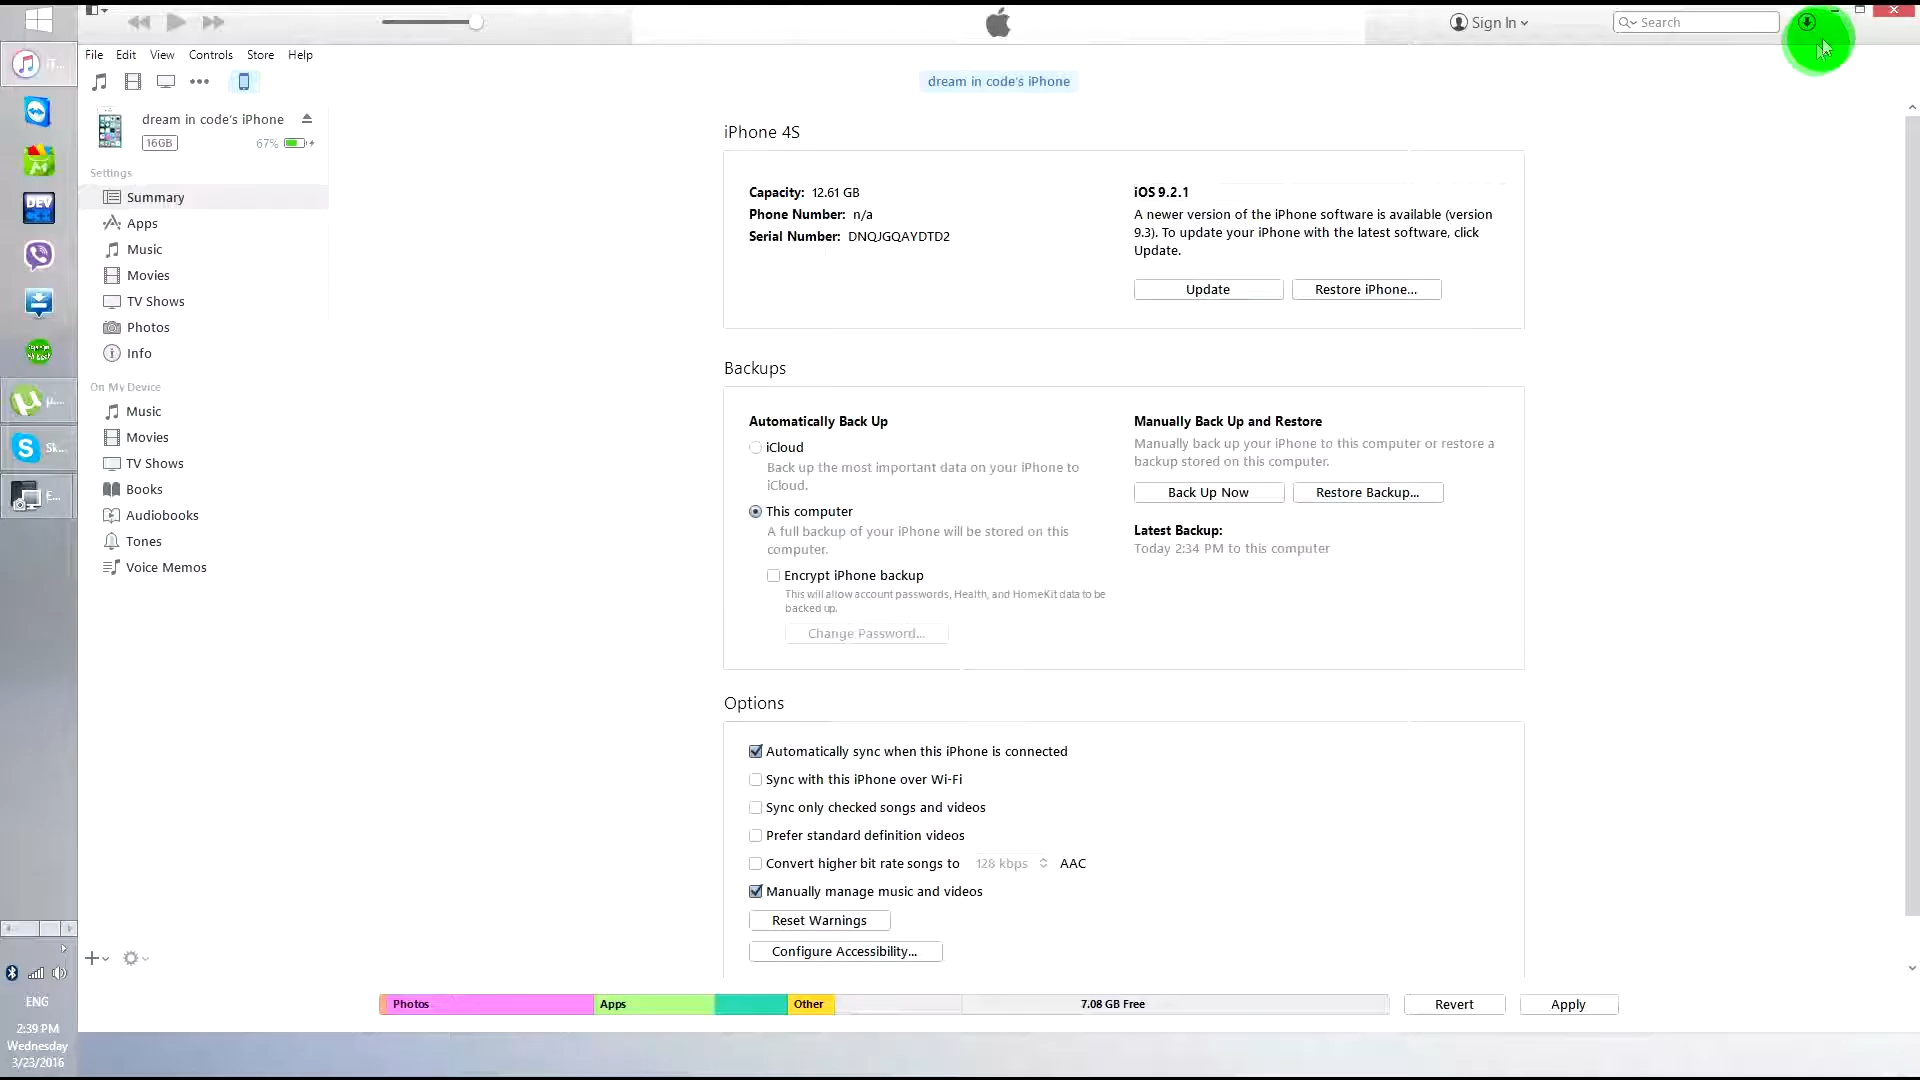 Sign In
Search
File Edit View Controls Store Help
dream in code's iPhone
dream in code's iPhone
16GB
67%
Settings
Summary
Apps
Music
Movies
TV Shows
Photos
Info
On My Device
Music
Movies
TV Shows
Books
Audiobooks
Tones
Voice Memos
iPhone 4S
Capacity: 12.61 GB
Phone Number: n/a
Serial Number: DNQJGQAYDTD2
iOS 9.2.1
A newer version of the iPhone software is available (version
9.3). To update your iPhone with the latest software, click
Update.
Update
Restore iPhone...
Backups
Automatically Back Up
iCloud
Back up the most important data on your iPhone to
iCloud.
This computer
A full backup of your iPhone will be stored on this
computer.
Encrypt iPhone backup
This will allow account passwords, Health, and HomeKit data to be
backed up.
Change Password...
Manually Back Up and Restore
Manually back up your iPhone to this computer or restore a
backup stored on this computer.
Back Up Now
Restore Backup...
Latest Backup:
Today 2:34 PM to this computer
Options
Automatically sync when this iPhone is connected
Sync with this iPhone over Wi-Fi
Sync only checked songs and videos
Prefer standard definition videos
Convert higher bit rate songs to 128 kbps AAC
Manually manage music and videos
Reset Warnings
Configure Accessibility...
Photos Apps Other 7.08 GB Free
Revert
Apply
DEV
C++
µ...
S Sk...
E...
ENG
2:39 PM
Wednesday
3/23/2016